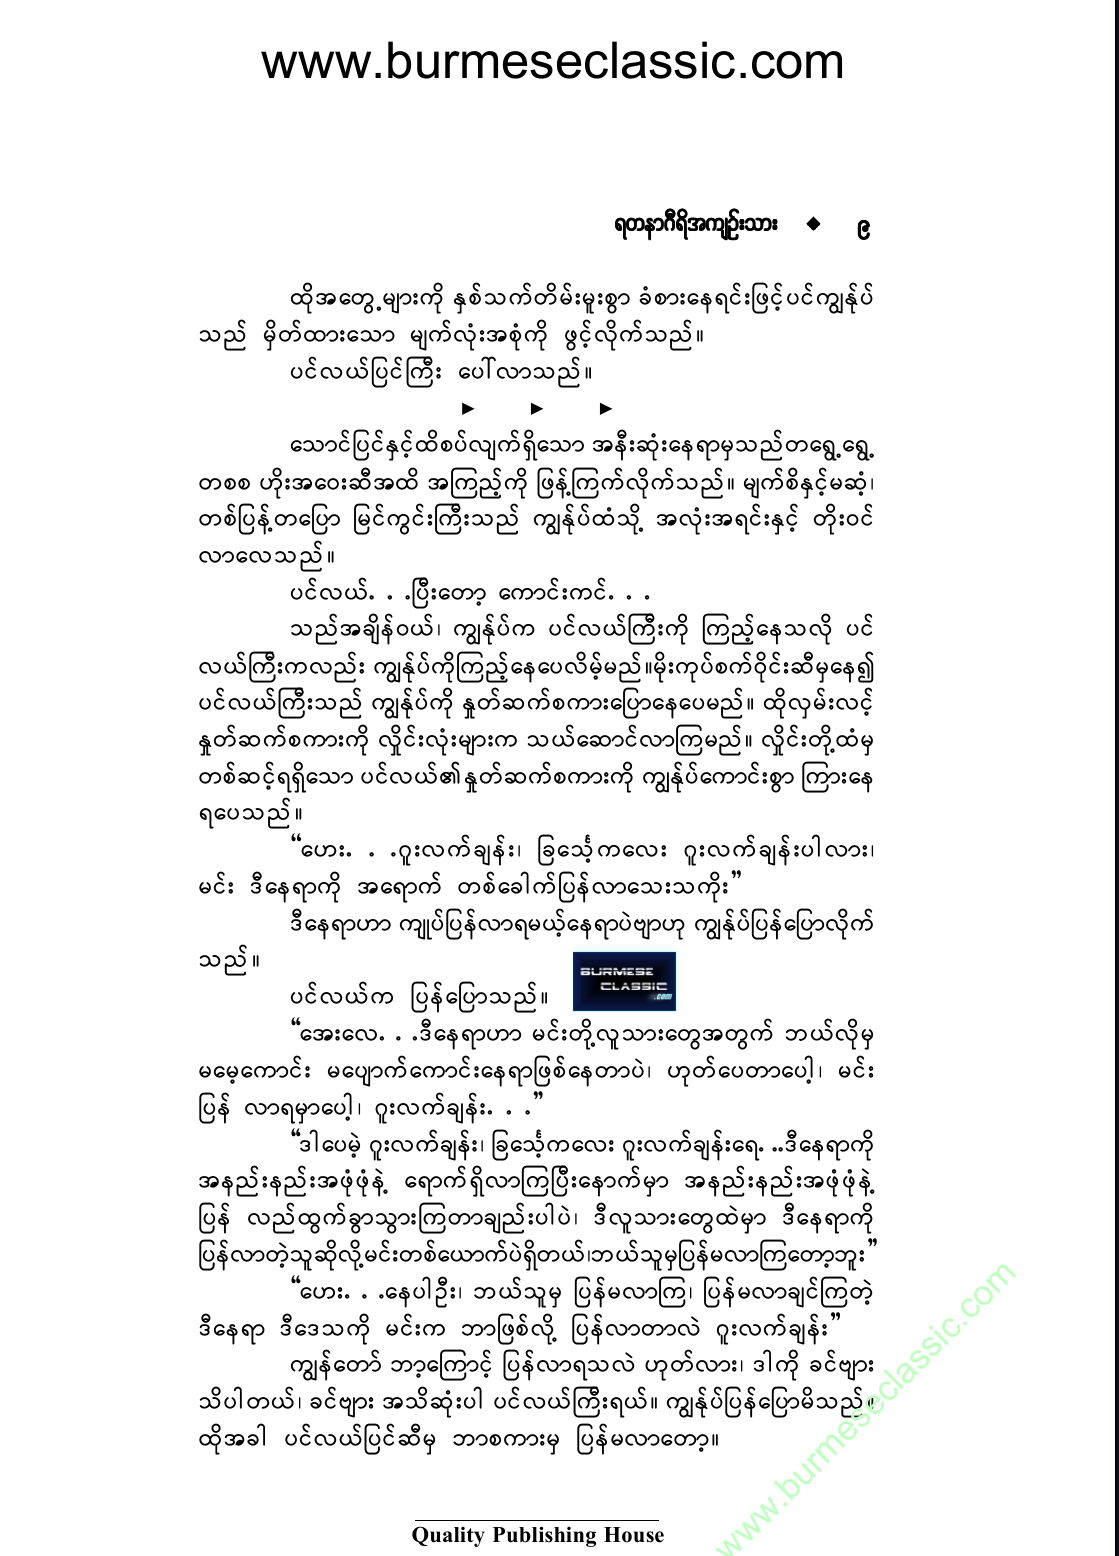 www.burmeseclassic.com
ရတနာဂီရိအကျဉ်းသား ◆ ၉
ထိုအတွေ့များကို နှစ်သက်တိမ်းမူးစွာ ခံစားနေရင်းဖြင့်ပင်ကျွန်ုပ်
သည် မှိတ်ထားသော မျက်လုံးအစုံကို ဖွင့်လိုက်သည်။
ပင်လယ်ပြင်ကြီး ပေါ်လာသည်။
► ► ►
သောင်ပြင်နှင့်ထိစပ်လျက်ရှိသော အနီးဆုံးနေရာမှသည်တရွေ့ရွေ့
တစစ ဟိုးအဝေးဆီအထိ အကြည့်ကို ဖြန့်ကြက်လိုက်သည်။ မျက်စိနှင့်မဆုံ့၊
တစ်ပြန့်တပြော မြင်ကွင်းကြီးသည် ကျွန်ုပ်ထံသို့ အလုံးအရင်းနှင့် တိုးဝင်
လာလေသည်။
ပင်လယ်. . .ပြီးတော့ ကောင်းကင်. . .
သည်အချိန်ဝယ်၊ ကျွန်ုပ်က ပင်လယ်ကြီးကို ကြည့်နေသလို ပင်
လယ်ကြီးကလည်း ကျွန်ုပ်ကိုကြည့်နေပေလိမ့်မည်။မိုးကုပ်စက်ဝိုင်းဆီမှနေ၍
ပင်လယ်ကြီးသည် ကျွန်ုပ်ကို နှုတ်ဆက်စကားပြောနေပေမည်။ ထိုလှမ်းလင့်
နှုတ်ဆက်စကားကို လှိုင်းလုံးများက သယ်ဆောင်လာကြမည်။ လှိုင်းတို့ထံမှ
တစ်ဆင့်ရရှိသော ပင်လယ်၏နှုတ်ဆက်စကားကို ကျွန်ုပ်ကောင်းစွာ ကြားနေ
ရပေသည်။
“ဟေး. . .ဂူးလက်ချန်း၊ ခြင်္သေ့ကလေး ဂူးလက်ချန်းပါလား၊
မင်း ဒီနေရာကို အရောက် တစ်ခေါက်ပြန်လာသေးသကိုး”
ဒီနေရာဟာ ကျုပ်ပြန်လာရမယ့်နေရာပဲဗျာဟု ကျွန်ုပ်ပြန်ပြောလိုက်
သည်။
BURMESE
CLASSIC
.com
ပင်လယ်က ပြန်ပြောသည်။
“အေးလေ. . .ဒီနေရာဟာ မင်းတို့လူသားတွေအတွက် ဘယ်လိုမှ
မမေ့ကောင်း မပျောက်ကောင်းနေရာဖြစ်နေတာပဲ၊ ဟုတ်ပေတာပေါ့၊ မင်း
ပြန် လာရမှာပေါ့၊ ဂူးလက်ချန်း. . .”
“ဒါပေမဲ့ ဂူးလက်ချန်း၊ ခြင်္သေ့ကလေး ဂူးလက်ချန်းရေ. ..ဒီနေရာကို
အနည်းနည်းအဖုံဖုံနဲ့ ရောက်ရှိလာကြပြီးနောက်မှာ အနည်းနည်းအဖုံဖုံနဲ့
ပြန် လည်ထွက်ခွာသွားကြတာချည်းပါပဲ၊ ဒီလူသားတွေထဲမှာ ဒီနေရာကို
ပြန်လာတဲ့သူဆိုလို့မင်းတစ်ယောက်ပဲရှိတယ်၊ဘယ်သူမှပြန်မလာကြတော့ဘူး”
“ဟေး. . .နေပါဦး၊ ဘယ်သူမှ ပြန်မလာကြ၊ ပြန်မလာချင်ကြတဲ့
ဒီနေရာ ဒီဒေသကို မင်းက ဘာဖြစ်လို့ ပြန်လာတာလဲ ဂူးလက်ချန်း”
ကျွန်တော် ဘာ့ကြောင့် ပြန်လာရသလဲ ဟုတ်လား၊ ဒါကို ခင်ဗျား
သိပါတယ်၊ ခင်ဗျား အသိဆုံးပါ ပင်လယ်ကြီးရယ်။ ကျွန်ုပ်ပြန်ပြောမိသည်။
ထိုအခါ ပင်လယ်ပြင်ဆီမှ ဘာစကားမှ ပြန်မလာတော့။
www.burmeseclassic.com
Quality Publishing House